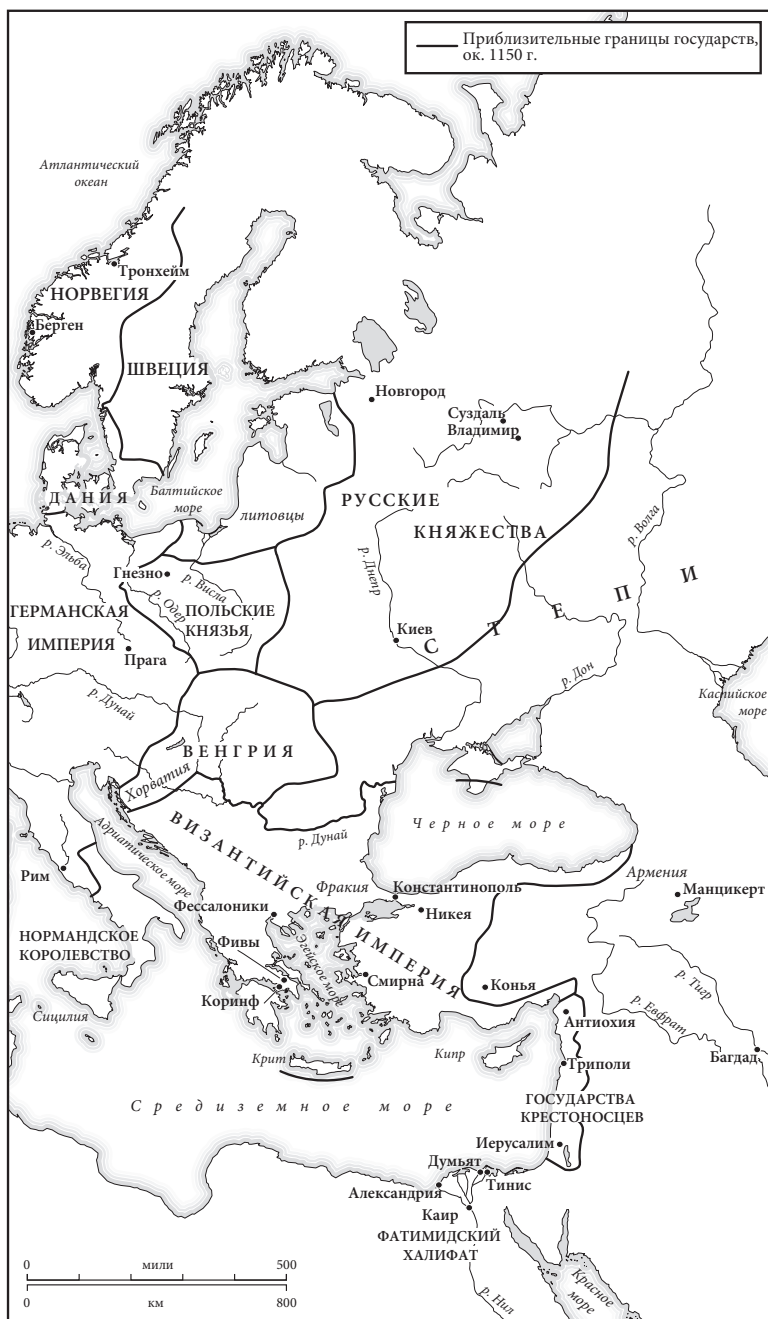 Приблизительные границы государств,
ок. 1150 г.
Атлантический
океан
Тронхейм
НОРВЕГИЯ
Берген
ШВЕЦИЯ
Новгород
Суздаль
Владимир
ДАНИЯ
Балтийское
море
литовцы
РУССКИЕ
КНЯЖЕСТВА
р. Волга
р. Эльба
Гнезно
р. Висла
р. Одер
ПОЛЬСКИЕ
КНЯЗЬЯ
р. Днепр
ГЕРМАНСКАЯ
ИМПЕРИЯ
Прага
Киев
СТЕПИ
р. Дон
Каспийское
море
р. Дунай
ВЕНГРИЯ
Хорватия
Адриатическое море
ВИЗАНТИЙСКАЯ ИМПЕРИЯ
р. Дунай
Черное море
Рим
Армения
Манцикерт
Фракия
Константинополь
Никея
Фессалоники
НОРМАНДСКОЕ
КОРОЛЕВСТВО
Фивы
Эгейское море
Смирна
Конья
Коринф
Сицилия
р. Тигр
р. Евфрат
Антиохия
Багдад
Крит
Кипр
Триполи
Средиземное море
ГОСУДАРСТВА
КРЕСТОНОСЦЕВ
Иерусалим
Думьят
Тинис
Александрия
Каир
ФАТИМИДСКИЙ
ХАЛИФАТ
р. Нил
Красное
море
0 мили 500
0 км 800